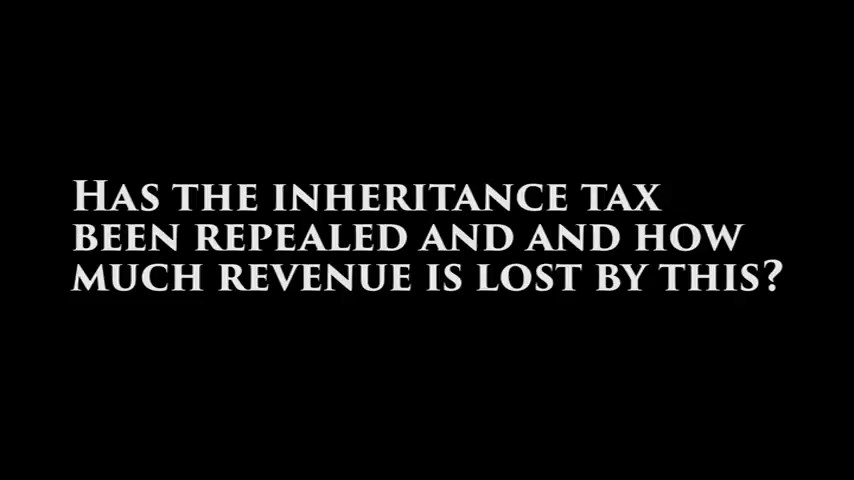 Has the inheritance tax
been repealed and and how
much revenue is lost by this?